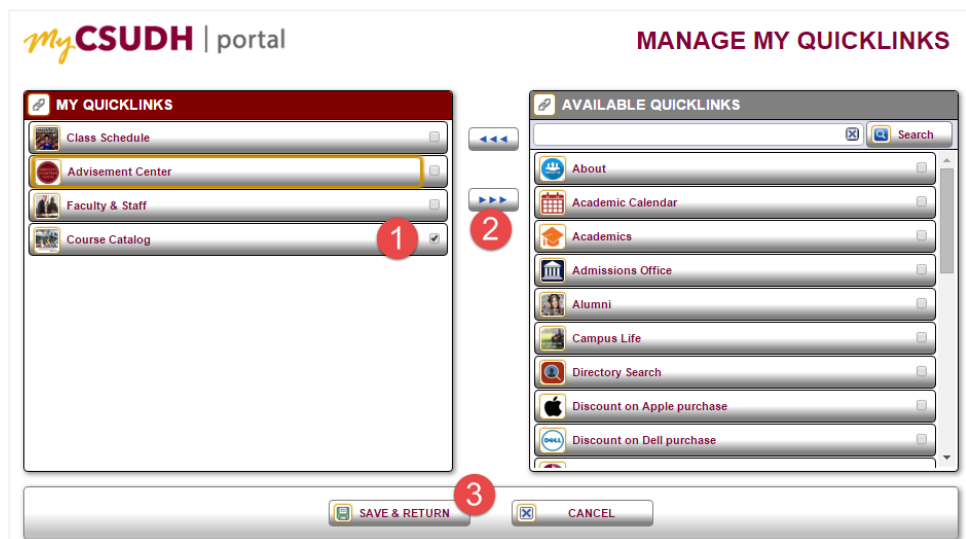 myCSUDH | portal
MANAGE MY QUICKLINKS
MY QUICKLINKS
Class Schedule
Advisement Center
Faculty & Staff
Course Catalog
1
2
AVAILABLE QUICKLINKS
Search
About
Academic Calendar
Academics
Admissions Office
Alumni
Campus Life
Directory Search
Discount on Apple purchase
DELL
Discount on Dell purchase
3
SAVE & RETURN
CANCEL